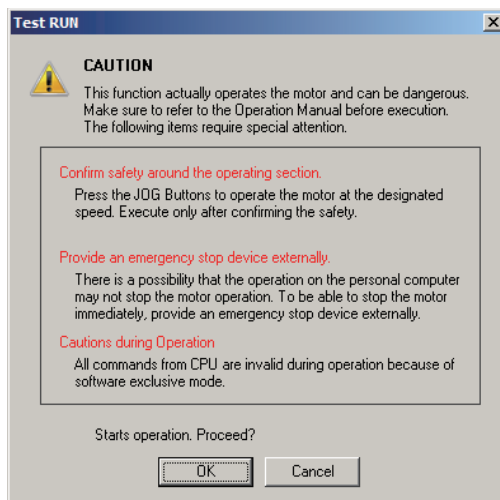 Test RUN
CAUTION
This function actually operates the motor and can be dangerous.
Make sure to refer to the Operation Manual before execution.
The following items require special attention.
Confirm safety around the operating section.
Press the JOG Buttons to operate the motor at the designated
speed. Execute only after confirming the safety.
Provide an emergency stop device externally.
There is a possibility that the operation on the personal computer
may not stop the motor operation. To be able to stop the motor
immediately, provide an emergency stop device externally.
Cautions during Operation
All commands from CPU are invalid during operation because of
software exclusive mode.
Starts operation. Proceed?
OK
Cancel